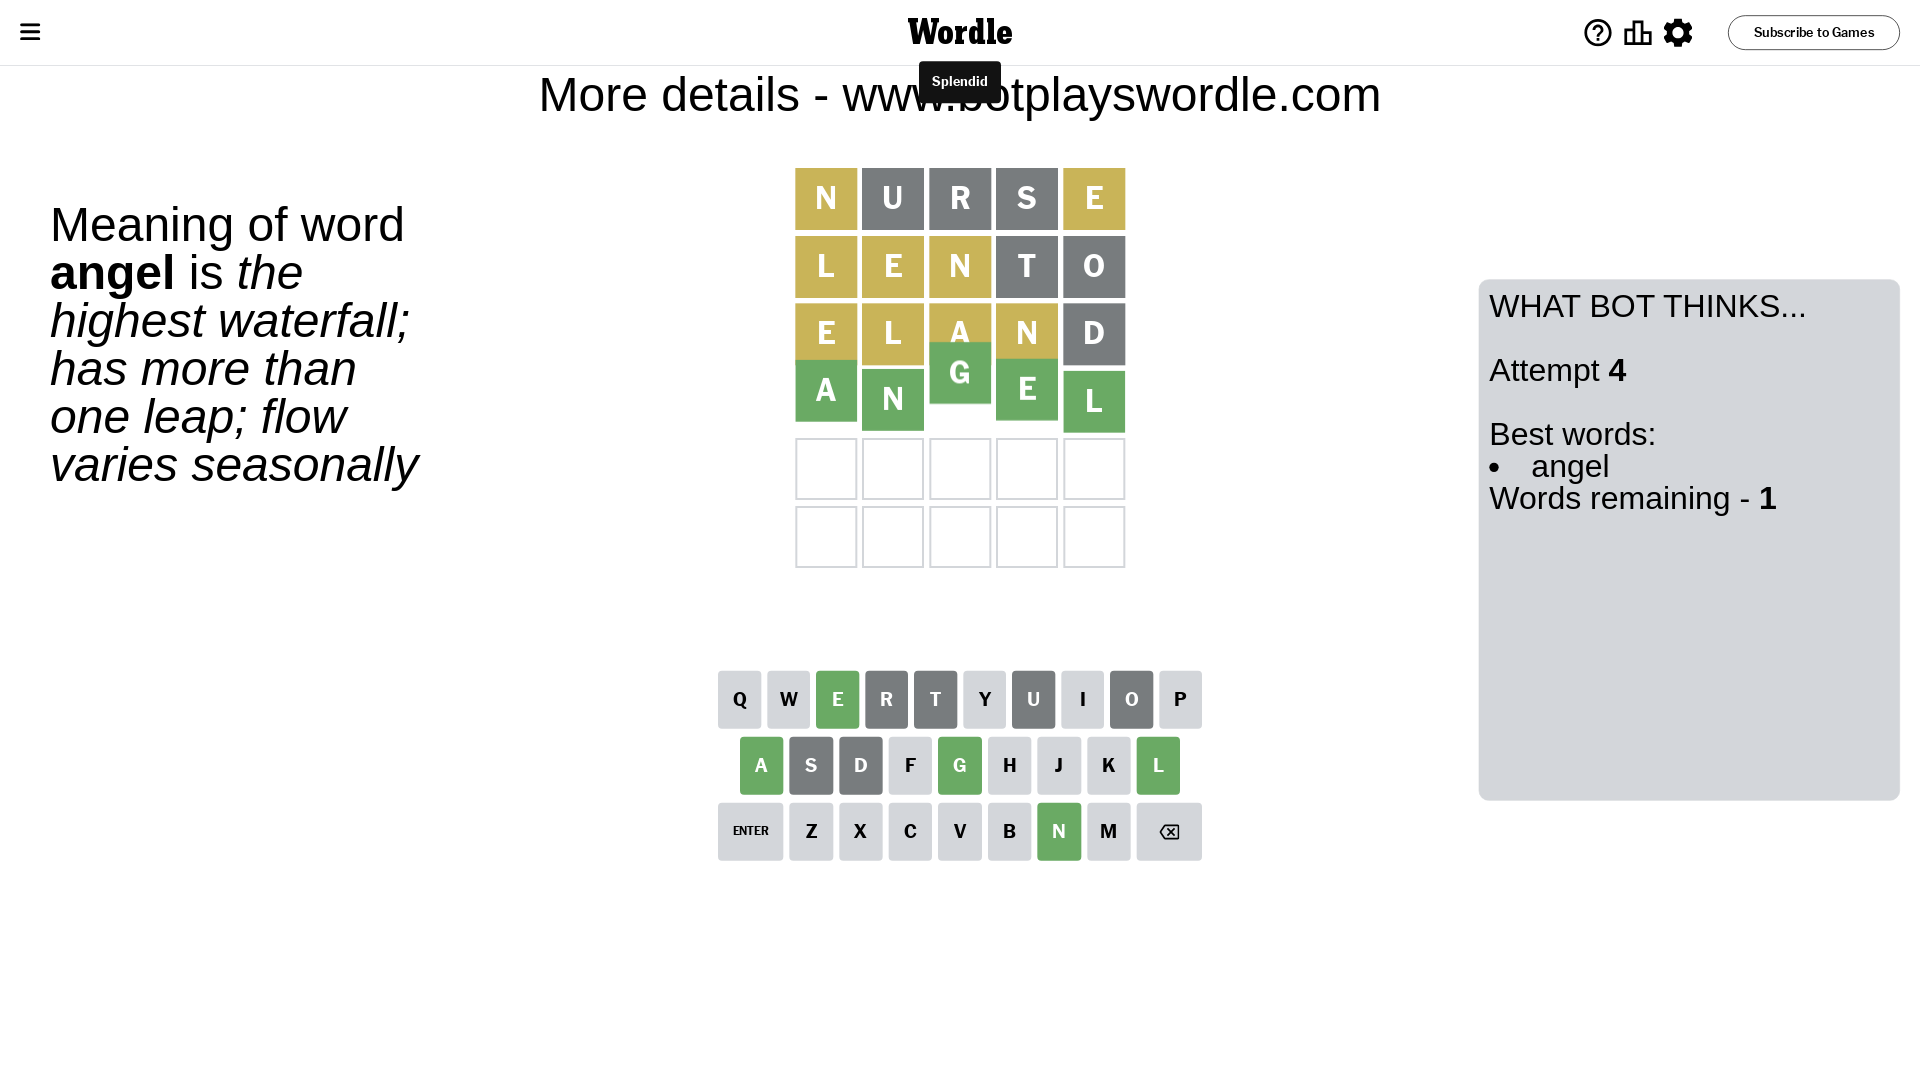 Wordle
Subscribe to Games
Splendid
More details - www.botplayswordle.com
Meaning of word
angel is the
highest waterfall;
has more than
one leap; flow
varies seasonally
N U R S E
L E N T O
E L A N D
A N G E L
WHAT BOT THINKS...
Attempt 4
Best words:
• angel
Words remaining - 1
Q W E R T Y U I O P
A S D F G H J K L
ENTER Z X C V B N M